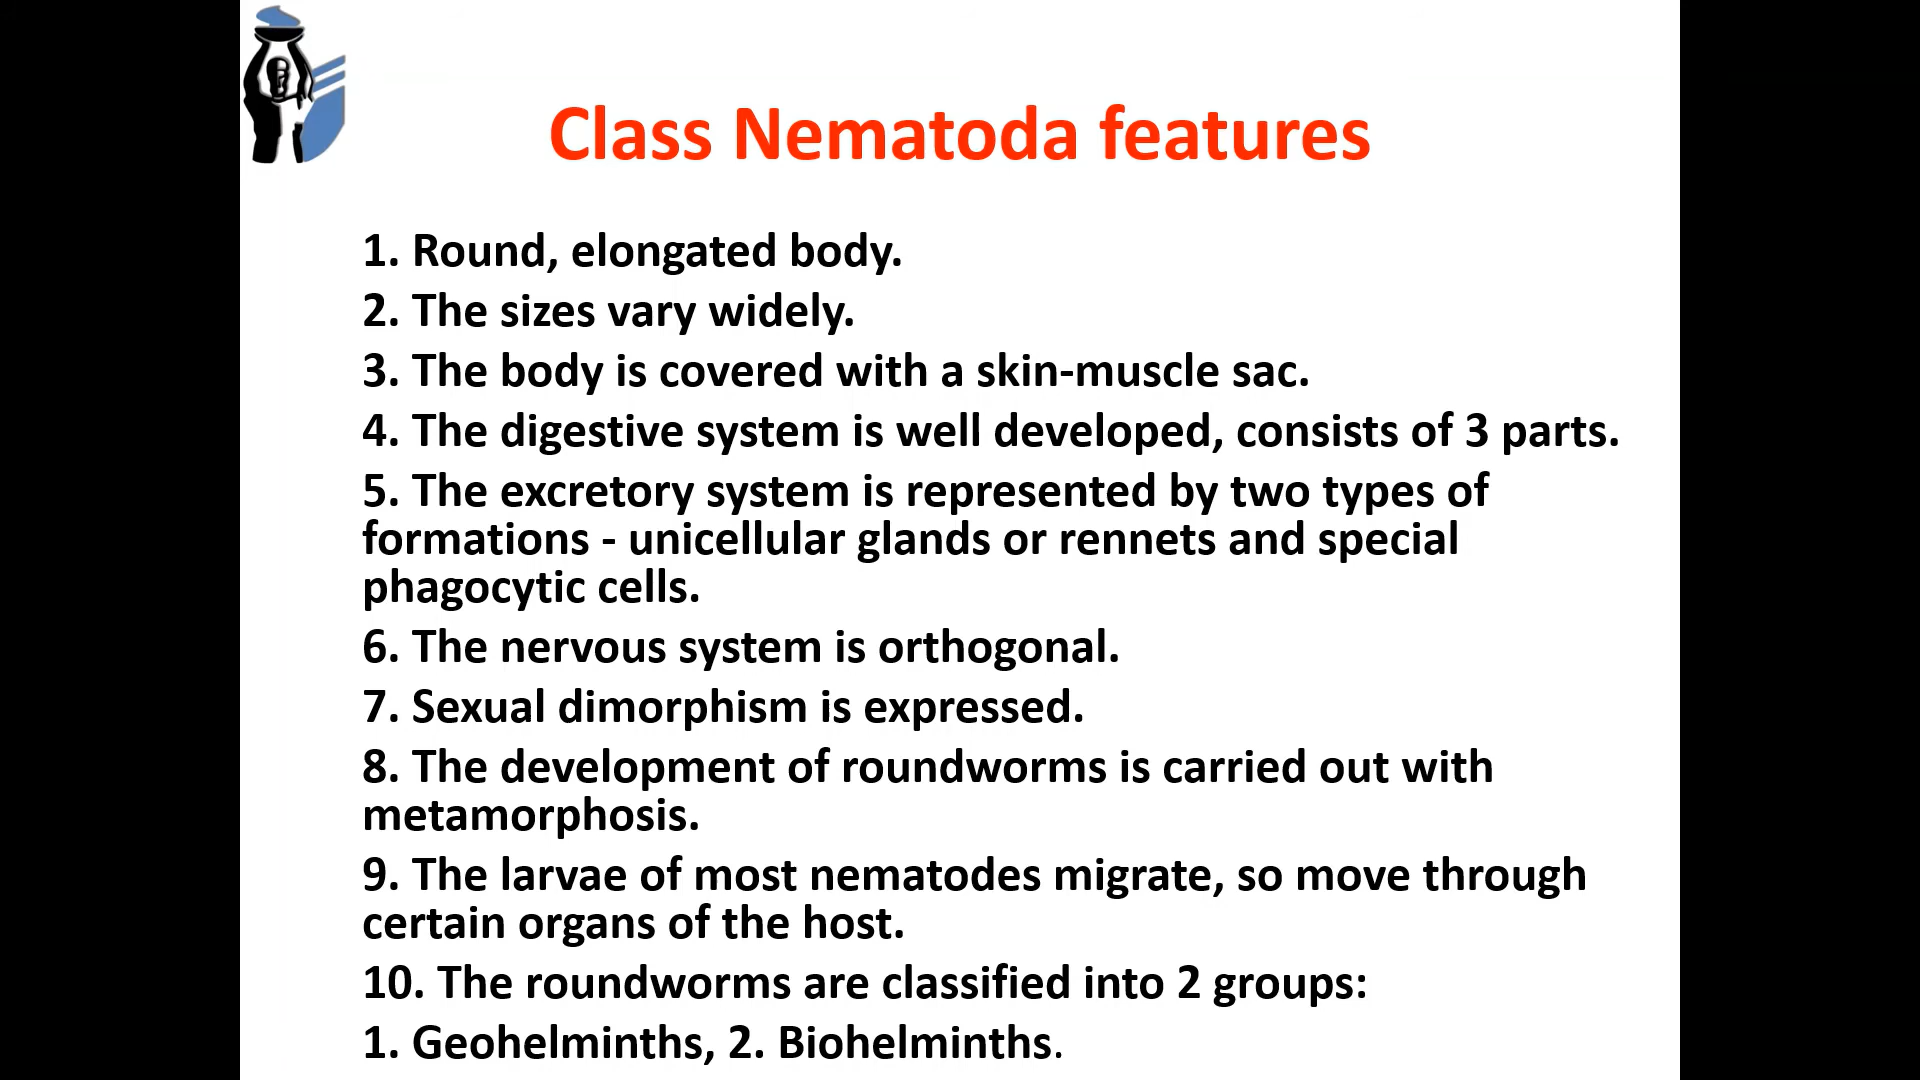 Class Nematoda features
1. Round, elongated body.
2. The sizes vary widely.
3. The body is covered with a skin-muscle sac.
4. The digestive system is well developed, consists of 3 parts.
5. The excretory system is represented by two types of
formations - unicellular glands or rennets and special
phagocytic cells.
6. The nervous system is orthogonal.
7. Sexual dimorphism is expressed.
8. The development of roundworms is carried out with
metamorphosis.
9. The larvae of most nematodes migrate, so move through
certain organs of the host.
10. The roundworms are classified into 2 groups:
1. Geohelminths, 2. Biohelminths.